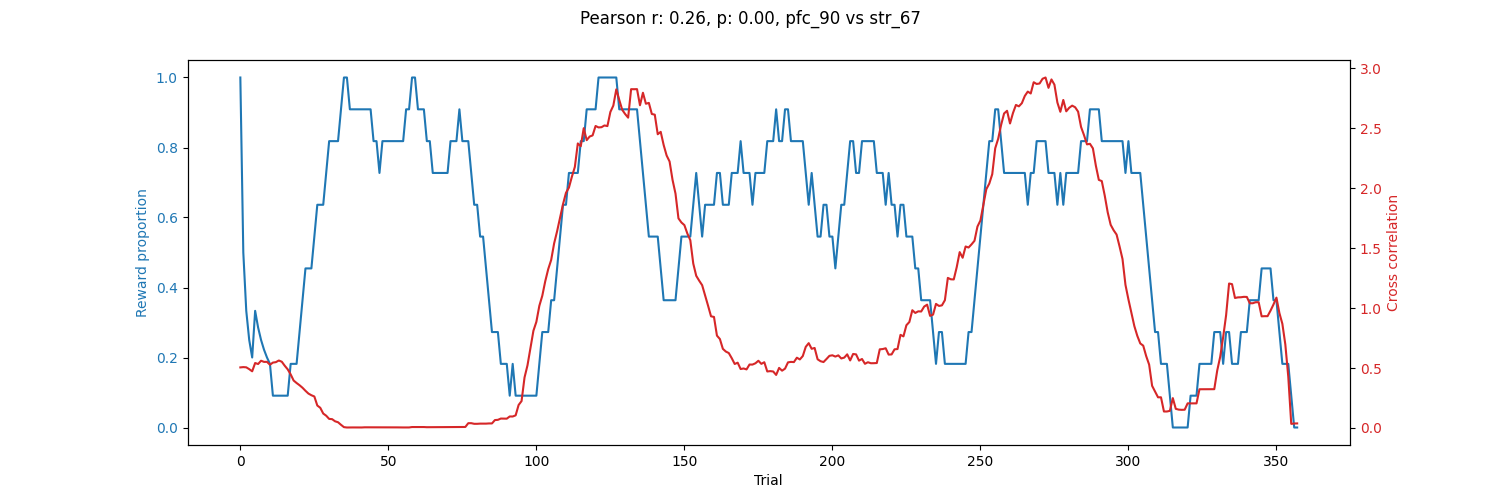 Pearson r: 0.26, p: 0.00, pfc_90 vs str_67
1.0
0.8
0.6
0.4
0.2
0.0
Reward proportion
3.0
2.5
2.0
1.5
1.0
0.5
0.0
Cross correlation
0 50 100 150 200 250 300 350
Trial